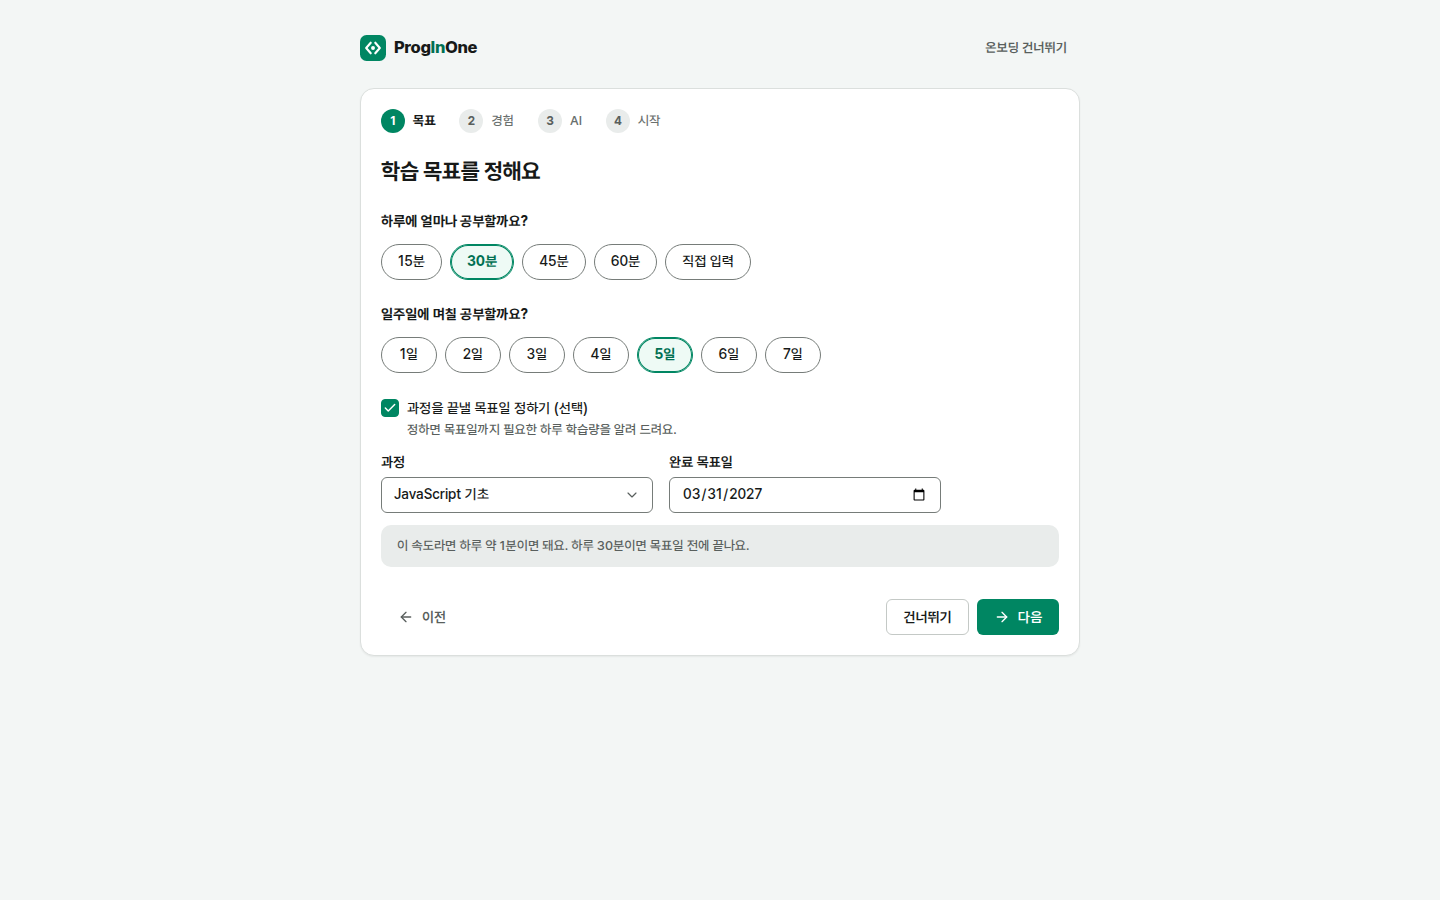 ProgInOne
온보딩 건너뛰기
1 목표 2 경험 3 AI 4 시작
학습 목표를 정해요
하루에 얼마나 공부할까요?
15분 30분 45분 60분 직접 입력
일주일에 며칠 공부할까요?
1일 2일 3일 4일 5일 6일 7일
과정을 끝낼 목표일 정하기 (선택)
정하면 목표일까지 필요한 하루 학습량을 알려 드려요.
과정 완료 목표일
JavaScript 기초 03/31/2027
이 속도라면 하루 약 1분이면 돼요. 하루 30분이면 목표일 전에 끝나요.
이전 건너뛰기 다음